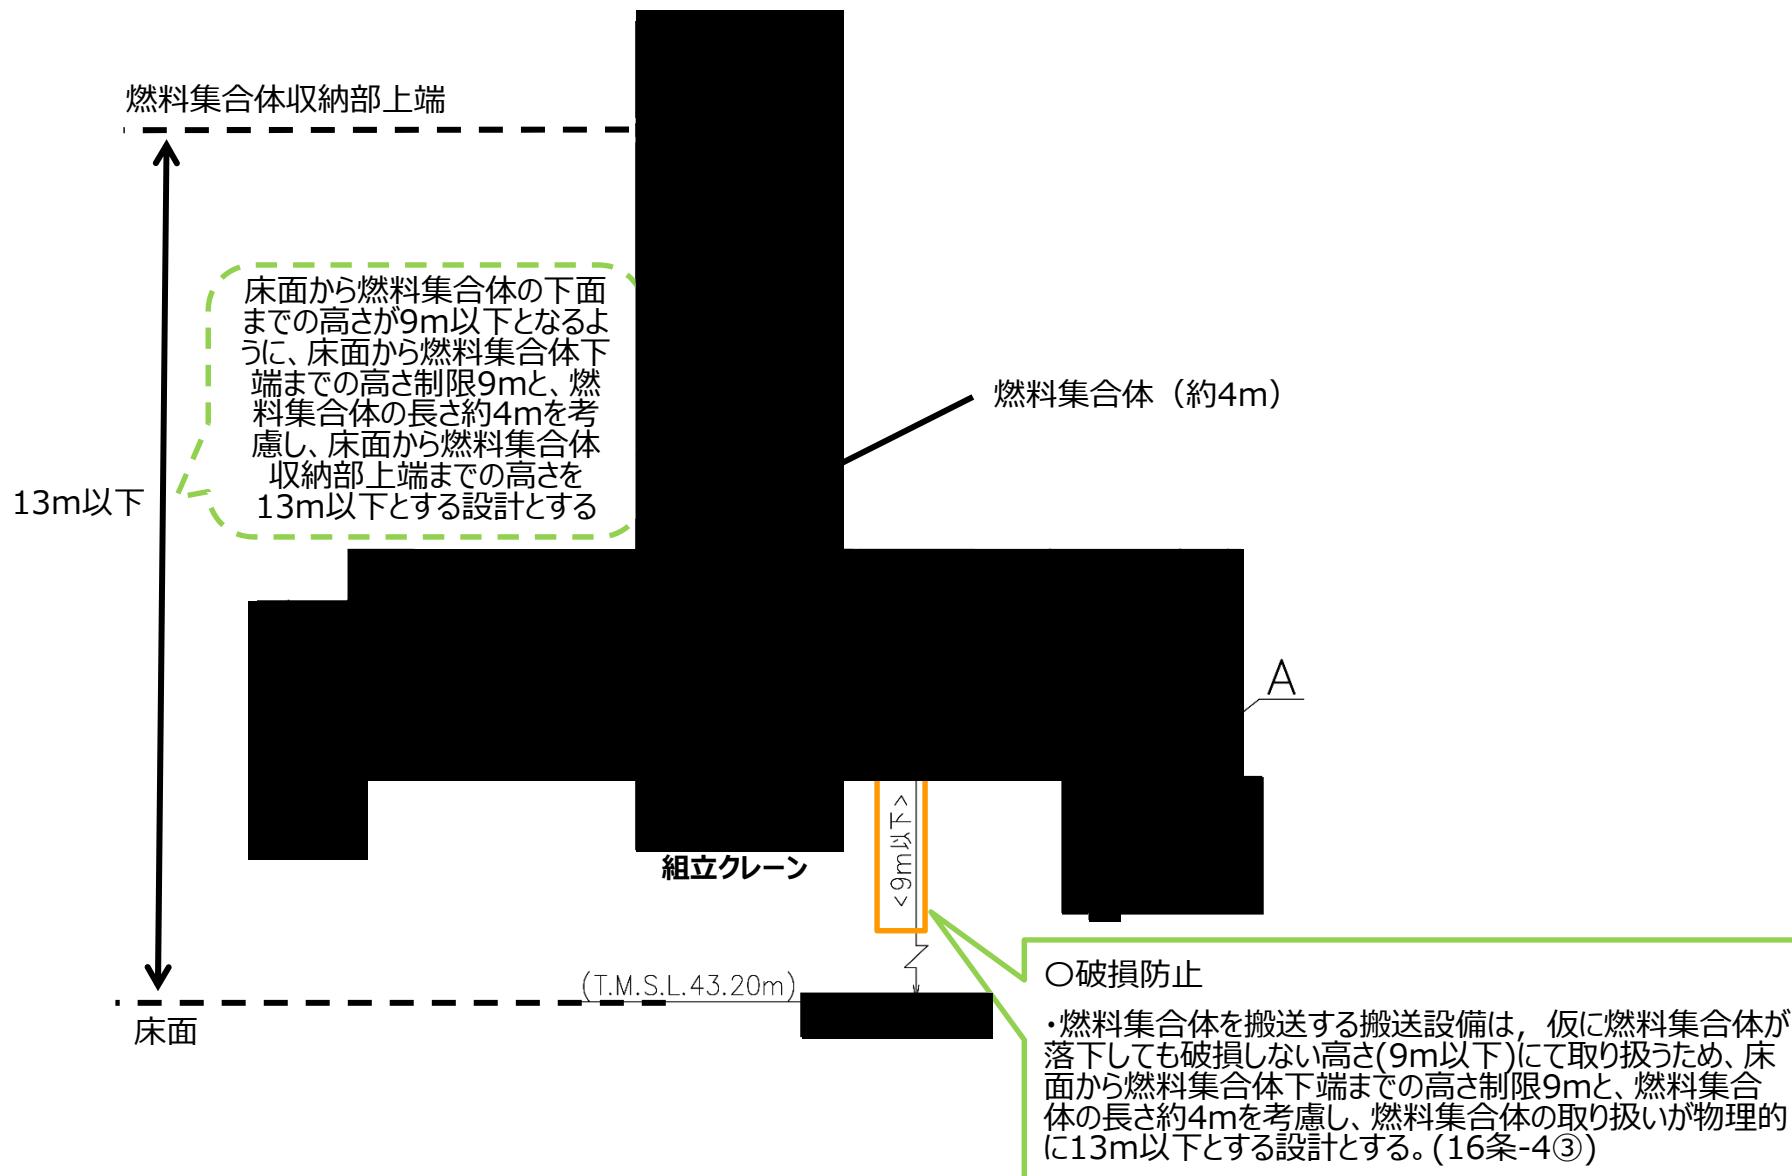 燃料集合体収納部上端
床面から燃料集合体の下面
までの高さが9m以下となるよ
うに、床面から燃料集合体下
端までの高さ制限9mと、燃
料集合体の長さ約4mを考
慮し、床面から燃料集合体
収納部上端までの高さを
13m以下とする設計とする
燃料集合体（約4m）
13m以下
A
<9m以下>
組立クレーン
(T.M.S.L.43.20m)
床面
○破損防止
・燃料集合体を搬送する搬送設備は，仮に燃料集合体が
落下しても破損しない高さ(9m以下)にて取り扱うため、床
面から燃料集合体下端までの高さ制限9mと、燃料集合
体の長さ約4mを考慮し、燃料集合体の取り扱いが物理的
に13m以下とする設計とする。(16条-4③)